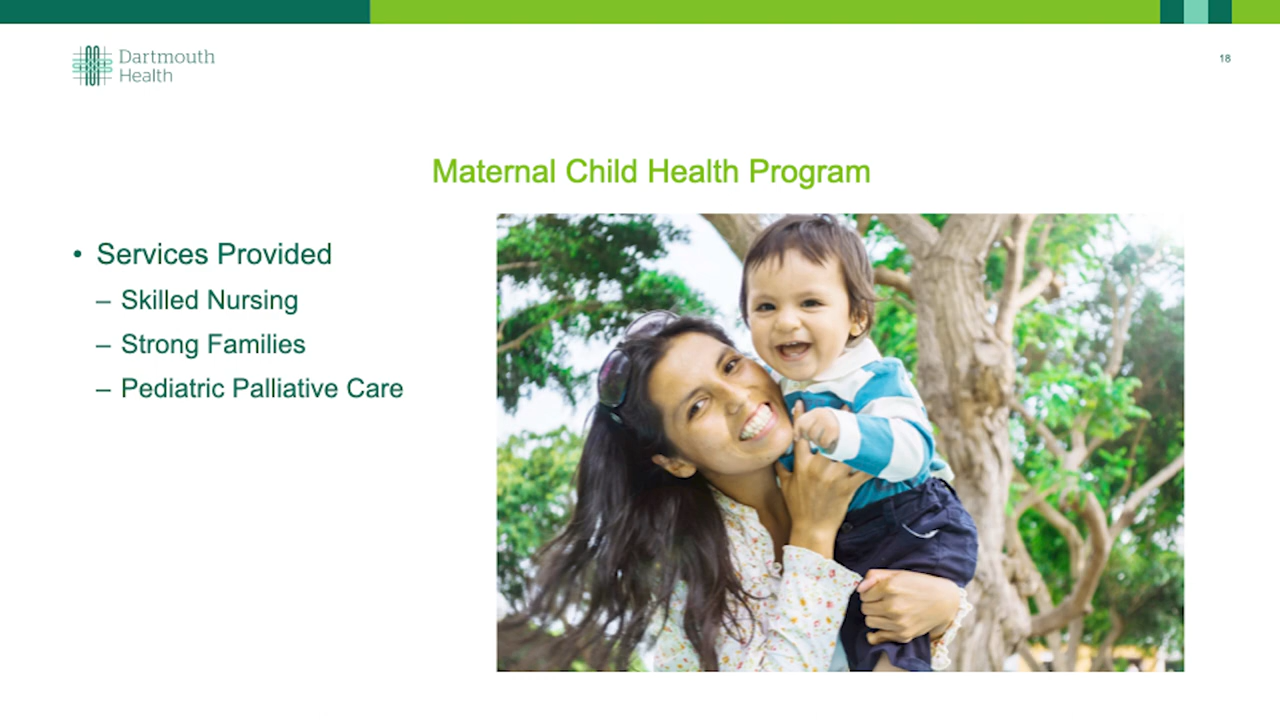 Dartmouth
Health
18
Maternal Child Health Program
• Services Provided
– Skilled Nursing
– Strong Families
– Pediatric Palliative Care